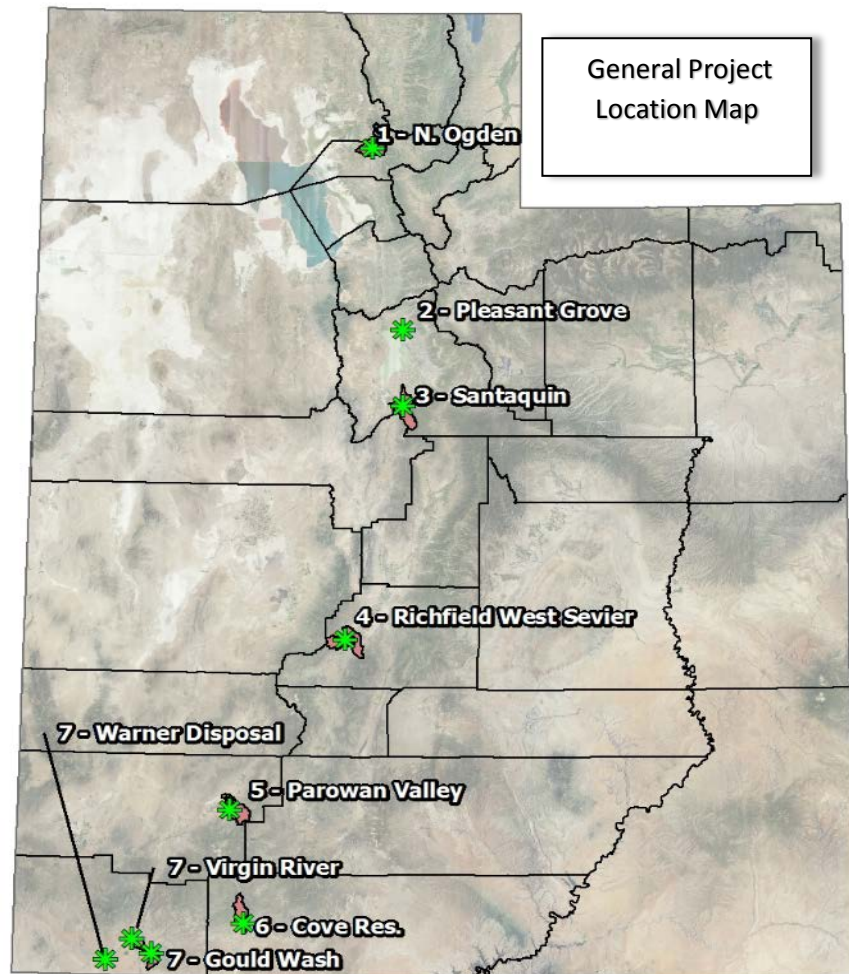 General Project
Location Map
1 - N. Ogden
2 - Pleasant Grove
3 - Santaquin
4 - Richfield West Sevier
7 - Warner Disposal
5 - Parowan Valley
7 - Virgin River
6 - Cove Res.
7 - Gould Wash